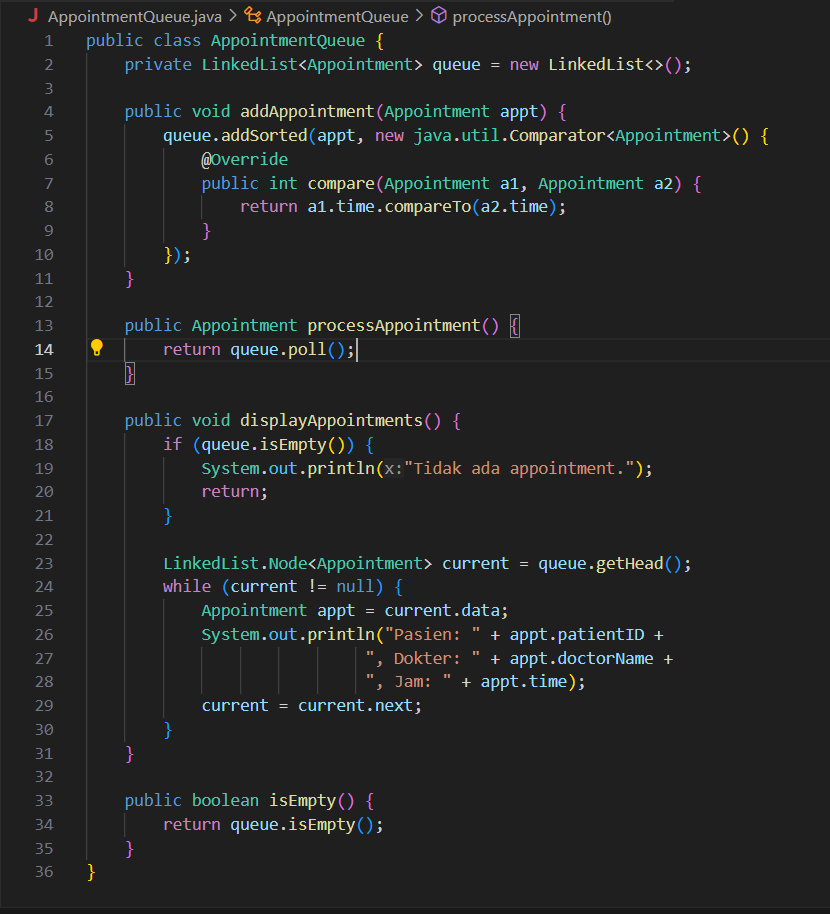 AppointmentQueue.java > AppointmentQueue > processAppointment()
1 public class AppointmentQueue {
2     private LinkedList<Appointment> queue = new LinkedList<>();
3
4     public void addAppointment(Appointment appt) {
5         queue.addSorted(appt, new java.util.Comparator<Appointment>() {
6             @Override
7             public int compare(Appointment a1, Appointment a2) {
8                 return a1.time.compareTo(a2.time);
9             }
10         });
11     }
12
13     public Appointment processAppointment() {
14         return queue.poll();
15     }
16
17     public void displayAppointments() {
18         if (queue.isEmpty()) {
19             System.out.println(x:"Tidak ada appointment.");
20             return;
21         }
22
23         LinkedList.Node<Appointment> current = queue.getHead();
24         while (current != null) {
25             Appointment appt = current.data;
26             System.out.println("Pasien: " + appt.patientID +
27                              ", Dokter: " + appt.doctorName +
28                              ", Jam: " + appt.time);
29             current = current.next;
30         }
31     }
32
33     public boolean isEmpty() {
34         return queue.isEmpty();
35     }
36 }